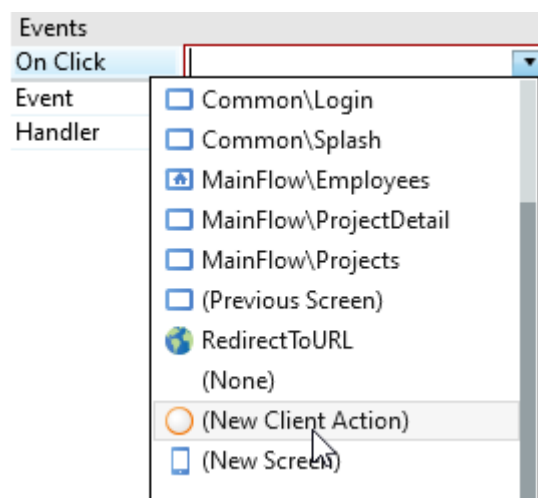 Events
On Click
Event
Handler
Common\Login
Common\Splash
MainFlow\Employees
MainFlow\ProjectDetail
MainFlow\Projects
(Previous Screen)
RedirectToURL
(None)
(New Client Action)
(New Screen)